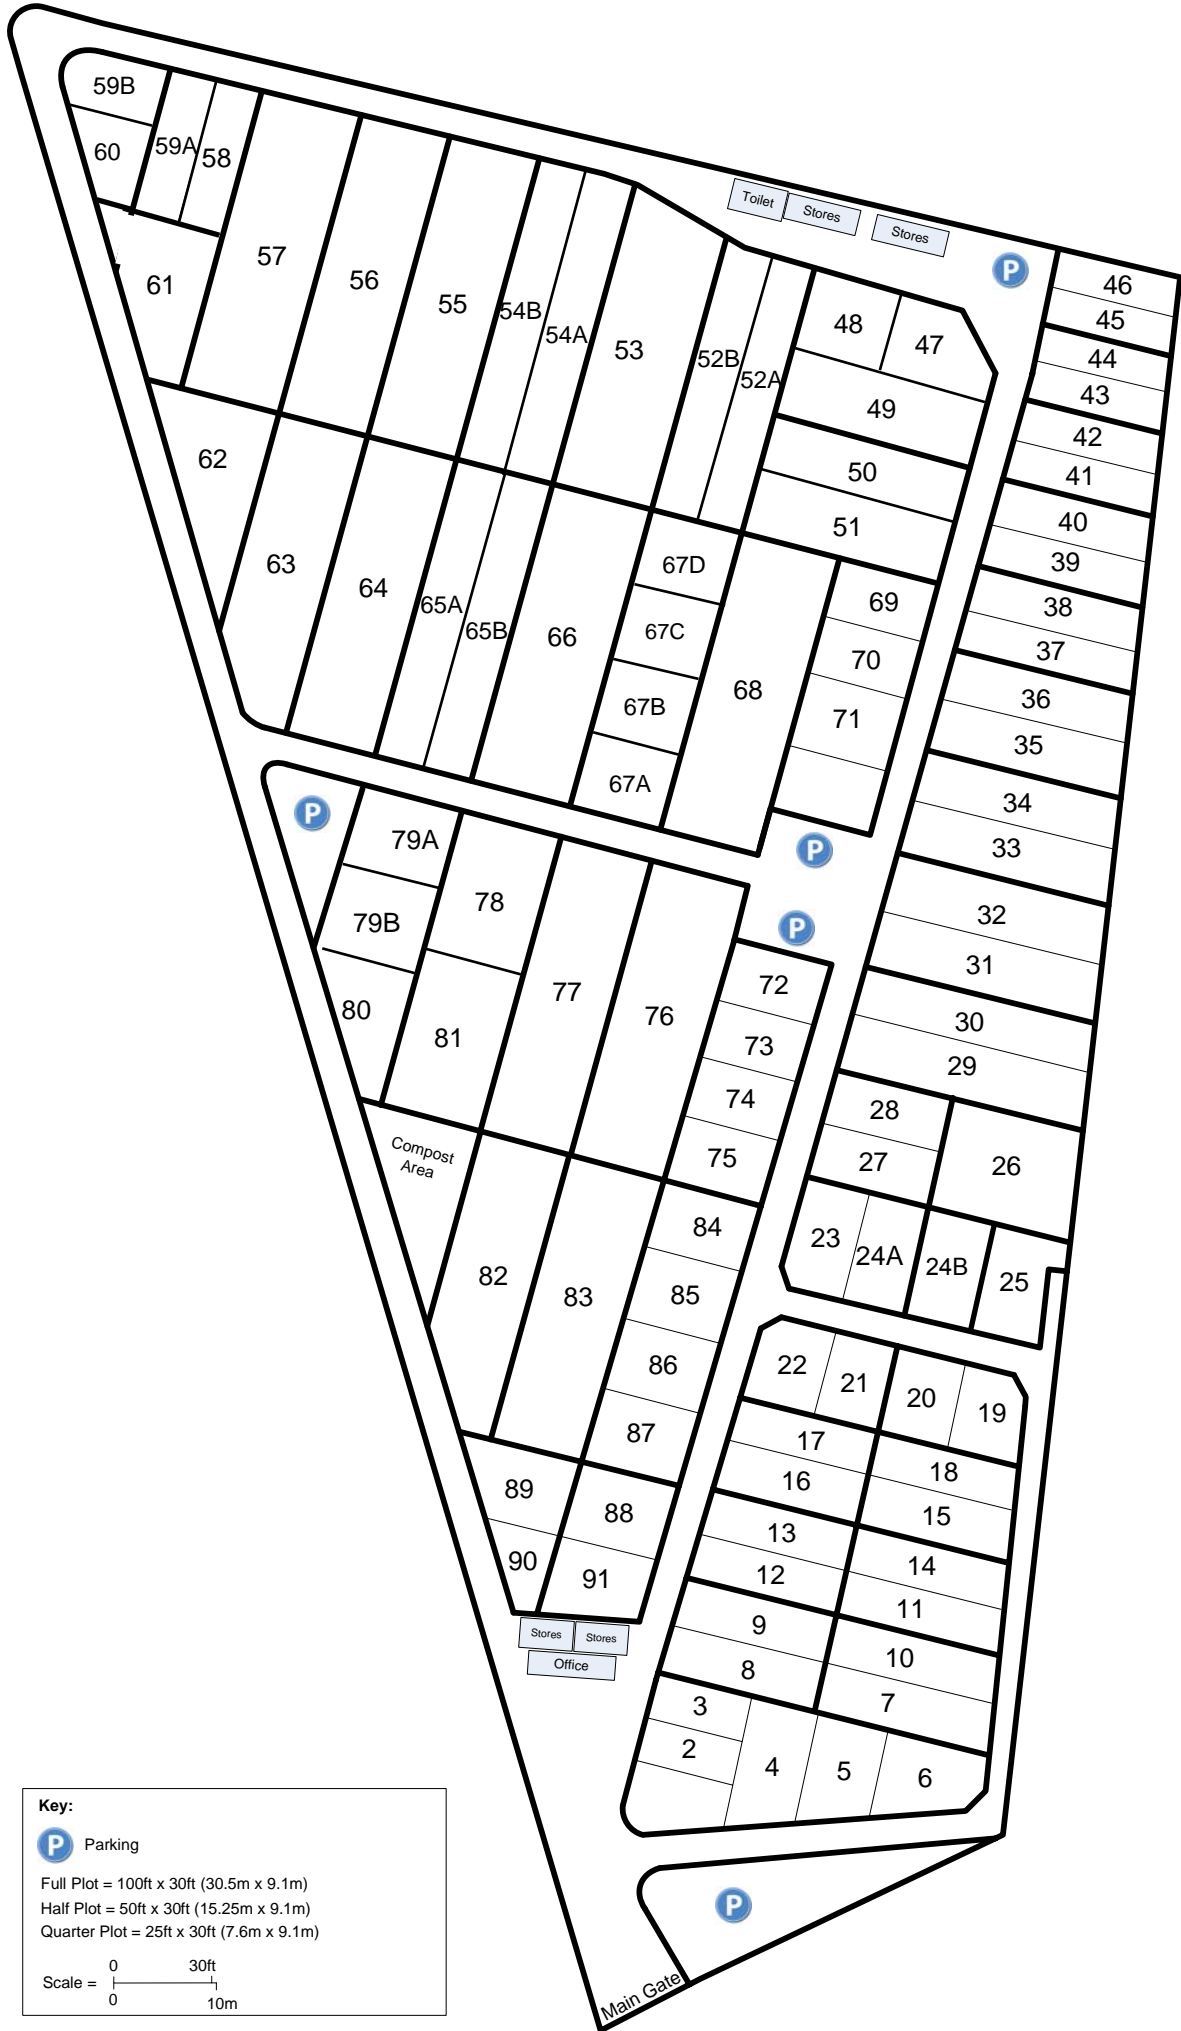 59B
60
59A
58
57
56
55
54B
54A
53
52B
52A
Toilet
Stores
Stores
P
46
45
44
43
42
41
40
39
38
37
36
35
34
33
32
31
30
29
48
47
49
50
51
61
62
63
64
65A
65B
66
67D
67C
67B
67A
68
69
70
71
P
P
P
79A
79B
78
77
76
80
81
72
73
74
75
Compost
Area
82
83
84
85
86
87
28
27
26
23
24A
24B
25
22
21
20
19
17
16
18
15
13
12
14
11
9
8
10
7
3
2
4
5
6
89
90
88
91
Stores
Stores
Office
P
Main Gate
Key:
P Parking
Full Plot = 100ft x 30ft (30.5m x 9.1m)
Half Plot = 50ft x 30ft (15.25m x 9.1m)
Quarter Plot = 25ft x 30ft (7.6m x 9.1m)
0 30ft
Scale =
0 10m